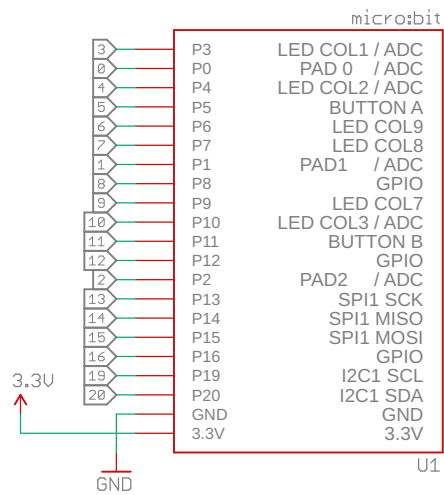 micro:bit
3 P3 LED COL1 / ADC
0 P0 PAD 0 / ADC
4 P4 LED COL2 / ADC
5 P5 BUTTON A
6 P6 LED COL9
7 P7 LED COL8
1 P1 PAD1 / ADC
8 P8 GPIO
9 P9 LED COL7
10 P10 LED COL3 / ADC
11 P11 BUTTON B
12 P12 GPIO
2 P2 PAD2 / ADC
13 P13 SPI1 SCK
14 P14 SPI1 MISO
15 P15 SPI1 MOSI
16 P16 GPIO
19 P19 I2C1 SCL
20 P20 I2C1 SDA
GND GND
3.3V 3.3V
3.3V
GND
U1